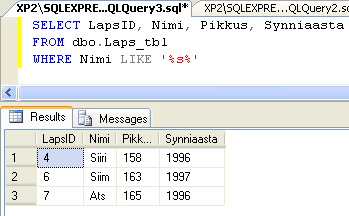 XP2\SQLEXPRE...QLQuery3.sql* XP2\SQLEXPRE...QLQuery2.sql
SELECT LapsID, Nimi, Pikkus, Synniaasta
FROM dbo.Laps_tbl
WHERE Nimi LIKE '%s%'
Results Messages
LapsID Nimi Pikk... Synniaasta
1 4 Siiri 158 1996
2 6 Siim 163 1997
3 7 Ats 165 1996